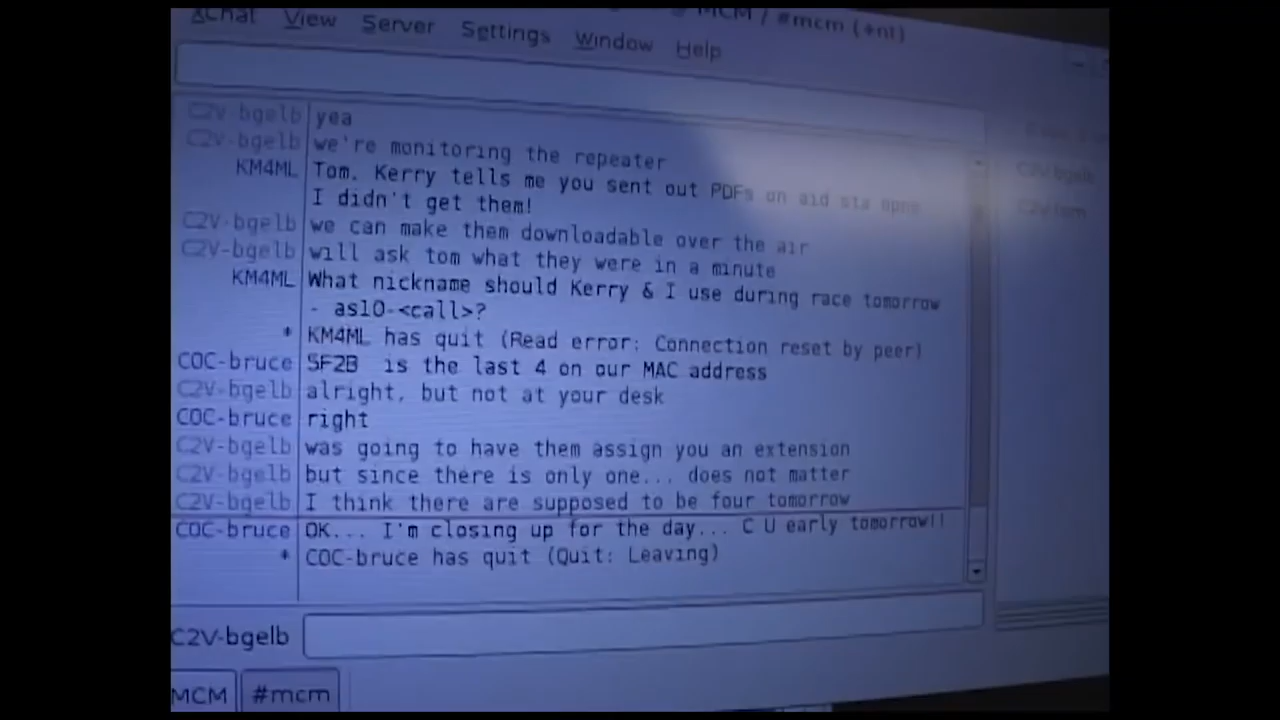 XChat View Server Settings Window Help
MCM / #mcm (+nt)
C2V-bgelb yea
C2V-bgelb we're monitoring the repeater
KM4ML Tom. Kerry tells me you sent out PDFs on aid sta
I didn't get them!
C2V-bgelb we can make them downloadable over the air
C2V-bgelb will ask tom what they were in a minute
KM4ML What nickname should Kerry & I use during race tomorrow
- as10-<call>?
* KM4ML has quit (Read error: Connection reset by peer)
COC-bruce 5F2B is the last 4 on our MAC address
C2V-bgelb alright, but not at your desk
COC-bruce right
C2V-bgelb was going to have them assign you an extension
C2V-bgelb but since there is only one... does not matter
C2V-bgelb I think there are supposed to be four tomorrow
COC-bruce OK... I'm closing up for the day... C U early tomorrow!!
* COC-bruce has quit (Quit: Leaving)
C2V-bgelb
MCM #mcm
C2V-bgelb